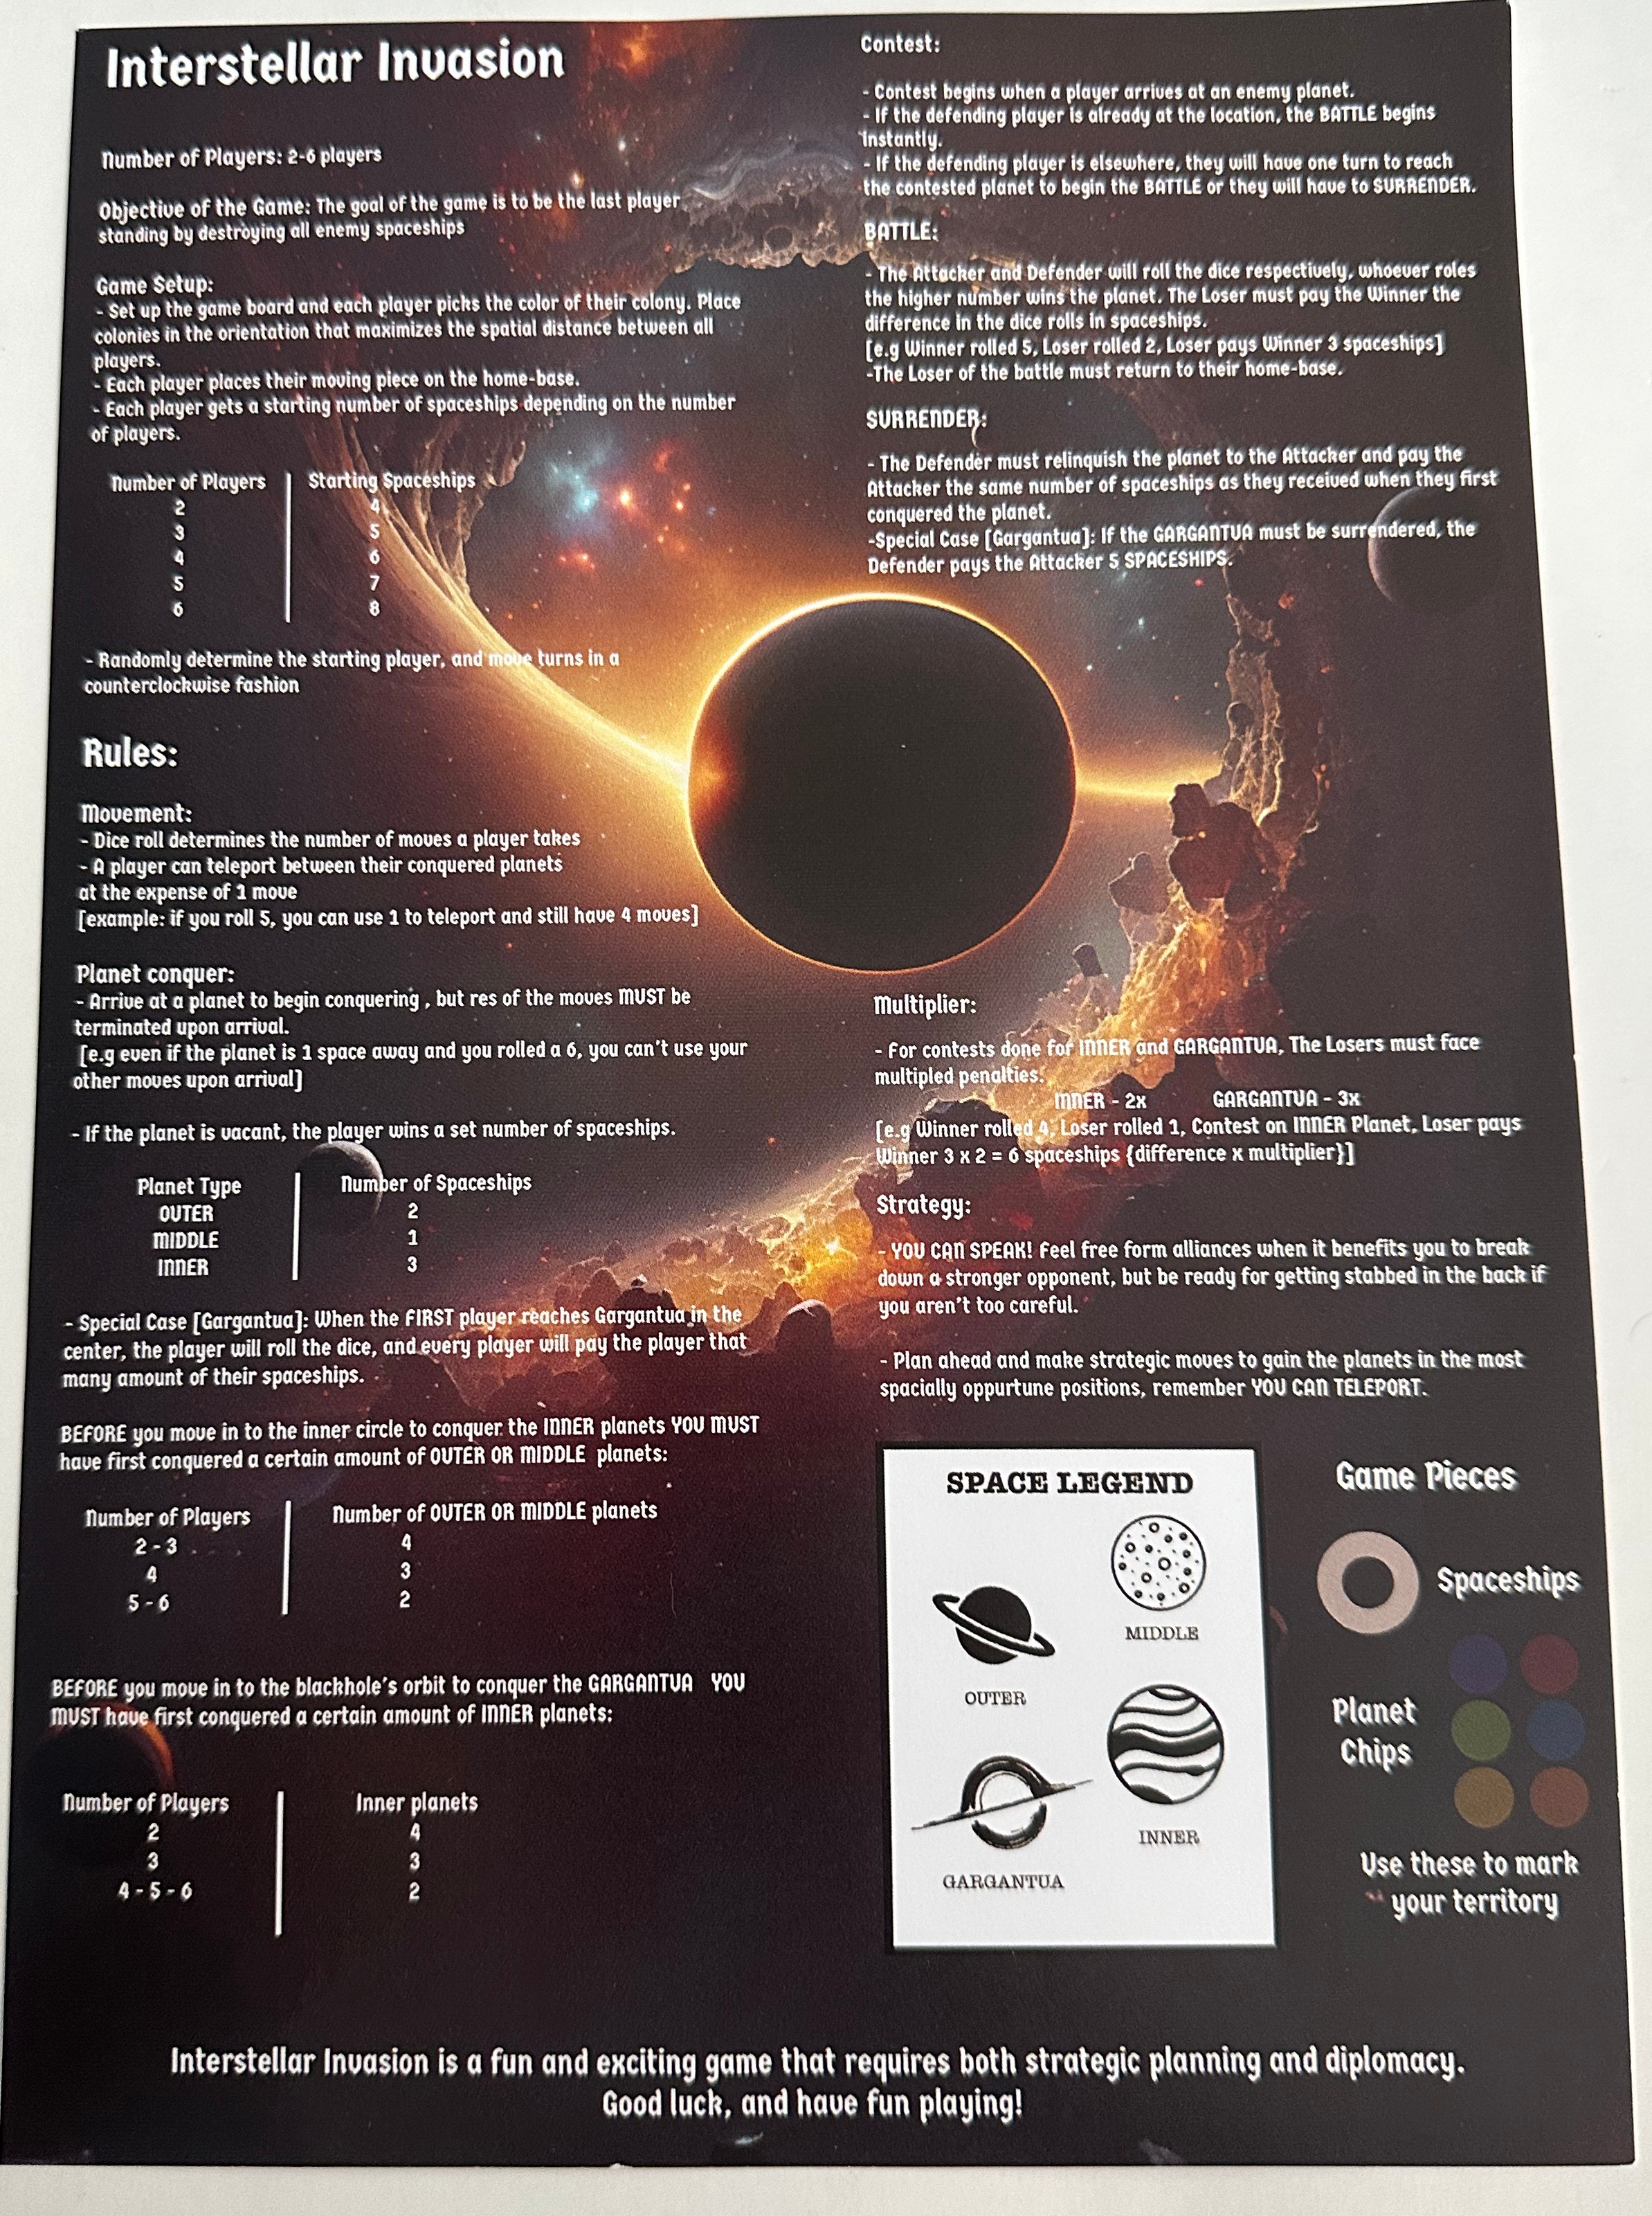 Interstellar Invasion
Number of Players: 2-6 players
Objective of the Game: The goal of the game is to be the last player
standing by destroying all enemy spaceships
Game Setup:
- Set up the game board and each player picks the color of their colony. Place
colonies in the orientation that maximizes the spatial distance between all
players.
- Each player places their moving piece on the home-base.
- Each player gets a starting number of spaceships depending on the number
of players.
Number of Players | Starting Spaceships
2 4
3 5
4 6
5 7
6 8
- Randomly determine the starting player, and move turns in a
counterclockwise fashion
Rules:
Movement:
- Dice roll determines the number of moves a player takes
- A player can teleport between their conquered planets
at the expense of 1 move
[example: if you roll 5, you can use 1 to teleport and still have 4 moves]
Planet conquer:
- Arrive at a planet to begin conquering , but res of the moves MUST be
terminated upon arrival.
[e.g even if the planet is 1 space away and you rolled a 6, you can't use your
other moves upon arrival]
- If the planet is vacant, the player wins a set number of spaceships.
Planet Type | Number of Spaceships
OUTER 2
MIDDLE 1
INNER 3
- Special Case [Gargantua]: When the FIRST player reaches Gargantua in the
center, the player will roll the dice, and every player will pay the player that
many amount of their spaceships.
BEFORE you move in to the inner circle to conquer the INNER planets YOU MUST
have first conquered a certain amount of OUTER OR MIDDLE planets:
Number of Players | Number of OUTER OR MIDDLE planets
2 - 3 4
4 3
5 - 6 2
BEFORE you move in to the blackhole's orbit to conquer the GARGANTUA YOU
MUST have first conquered a certain amount of INNER planets:
Number of Players | Inner planets
2 4
3 3
4 - 5 - 6 2
Contest:
- Contest begins when a player arrives at an enemy planet.
- If the defending player is already at the location, the BATTLE begins
instantly.
- If the defending player is elsewhere, they will have one turn to reach
the contested planet to begin the BATTLE or they will have to SURRENDER.
BATTLE:
- The Attacker and Defender will roll the dice respectively, whoever roles
the higher number wins the planet. The Loser must pay the Winner the
difference in the dice rolls in spaceships.
[e.g Winner rolled 5, Loser rolled 2, Loser pays Winner 3 spaceships]
-The Loser of the battle must return to their home-base.
SURRENDER:
- The Defender must relinquish the planet to the Attacker and pay the
Attacker the same number of spaceships as they received when they first
conquered the planet.
-Special Case [Gargantua]: If the GARGANTUA must be surrendered, the
Defender pays the Attacker 5 SPACESHIPS.
Multiplier:
- For contests done for INNER and GARGANTUA, The Losers must face
multipled penalties.
INNER - 2x GARGANTUA - 3x
[e.g Winner rolled 4, Loser rolled 1, Contest on INNER Planet, Loser pays
Winner 3 x 2 = 6 spaceships {difference x multiplier}]
Strategy:
- YOU CAN SPEAK! Feel free form alliances when it benefits you to break
down a stronger opponent, but be ready for getting stabbed in the back if
you aren't too careful.
- Plan ahead and make strategic moves to gain the planets in the most
spacially oppurtune positions, remember YOU CAN TELEPORT.
SPACE LEGEND
MIDDLE
OUTER
INNER
GARGANTUA
Game Pieces
Spaceships
Planet
Chips
Use these to mark
your territory
Interstellar Invasion is a fun and exciting game that requires both strategic planning and diplomacy.
Good luck, and have fun playing!